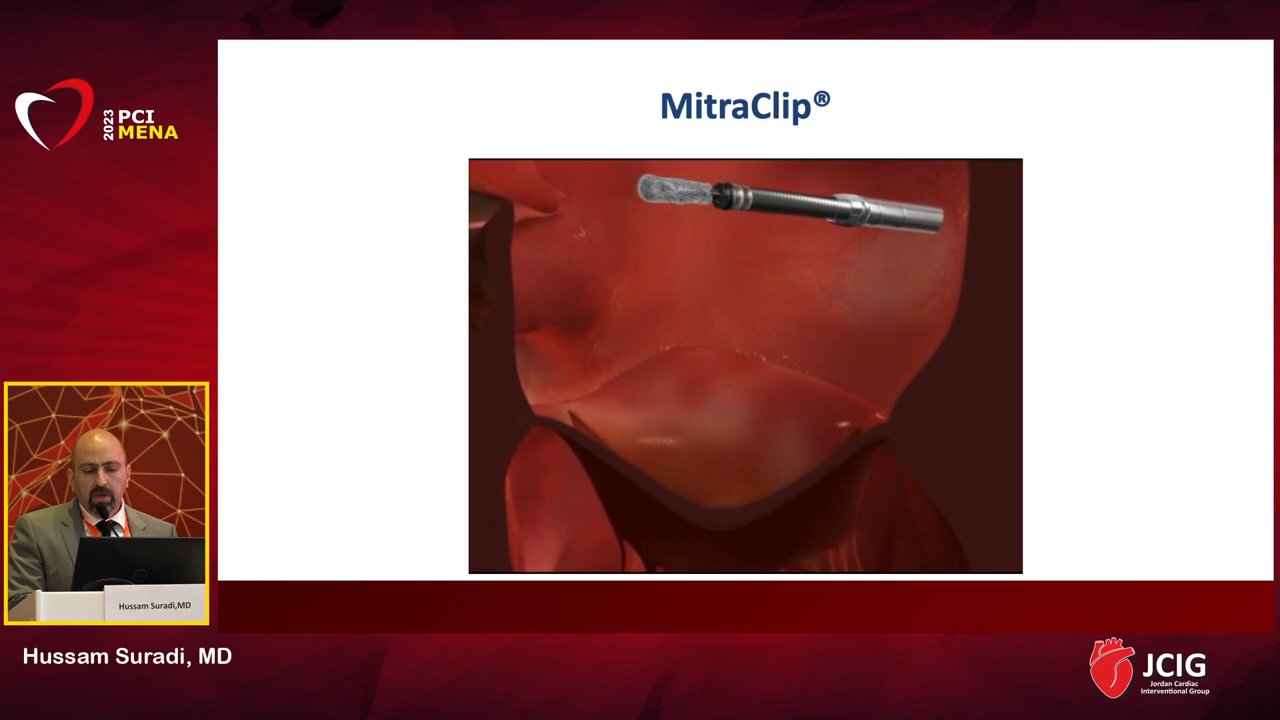 2023
PCI
MENA
MitraClip®
Hussam Suradi,MD
Hussam Suradi, MD
JCIG
Jordan Cardiac
Interventional Group